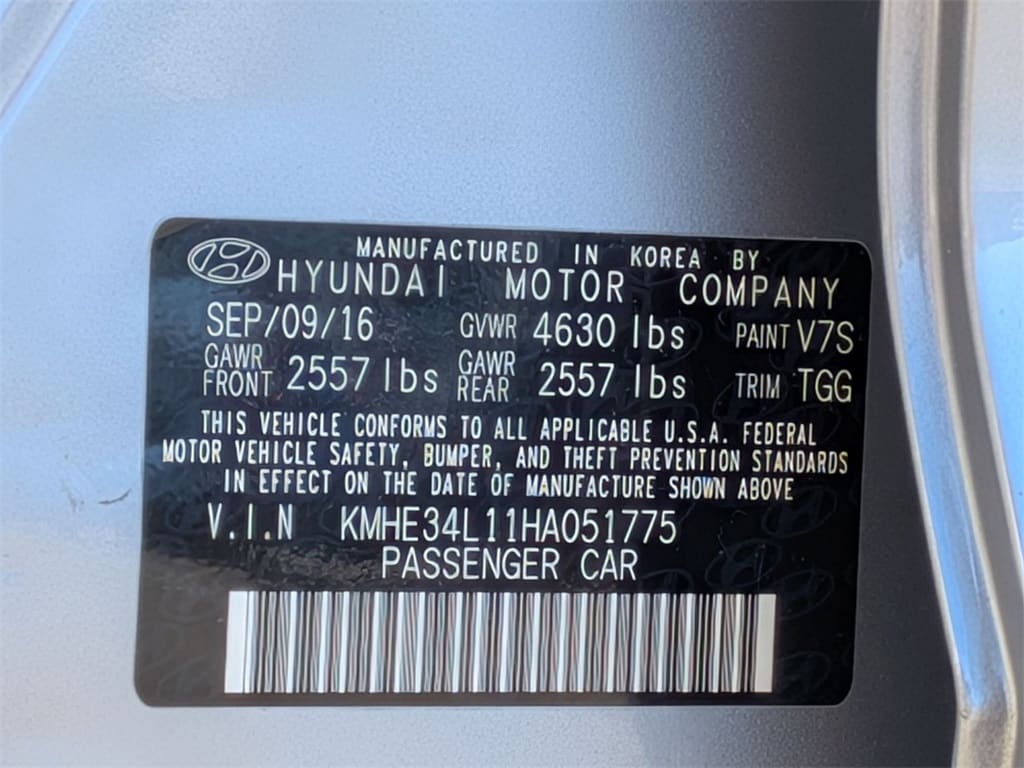 MANUFACTURED IN KOREA BY
HYUNDAI MOTOR COMPANY
SEP/09/16 GVWR 4630 lbs PAINT V7S
GAWR FRONT 2557 lbs GAWR REAR 2557 lbs TRIM TGG
THIS VEHICLE CONFORMS TO ALL APPLICABLE U.S.A. FEDERAL
MOTOR VEHICLE SAFETY, BUMPER, AND THEFT PREVENTION STANDARDS
IN EFFECT ON THE DATE OF MANUFACTURE SHOWN ABOVE
V.I.N KMHE34L11HA051775
PASSENGER CAR